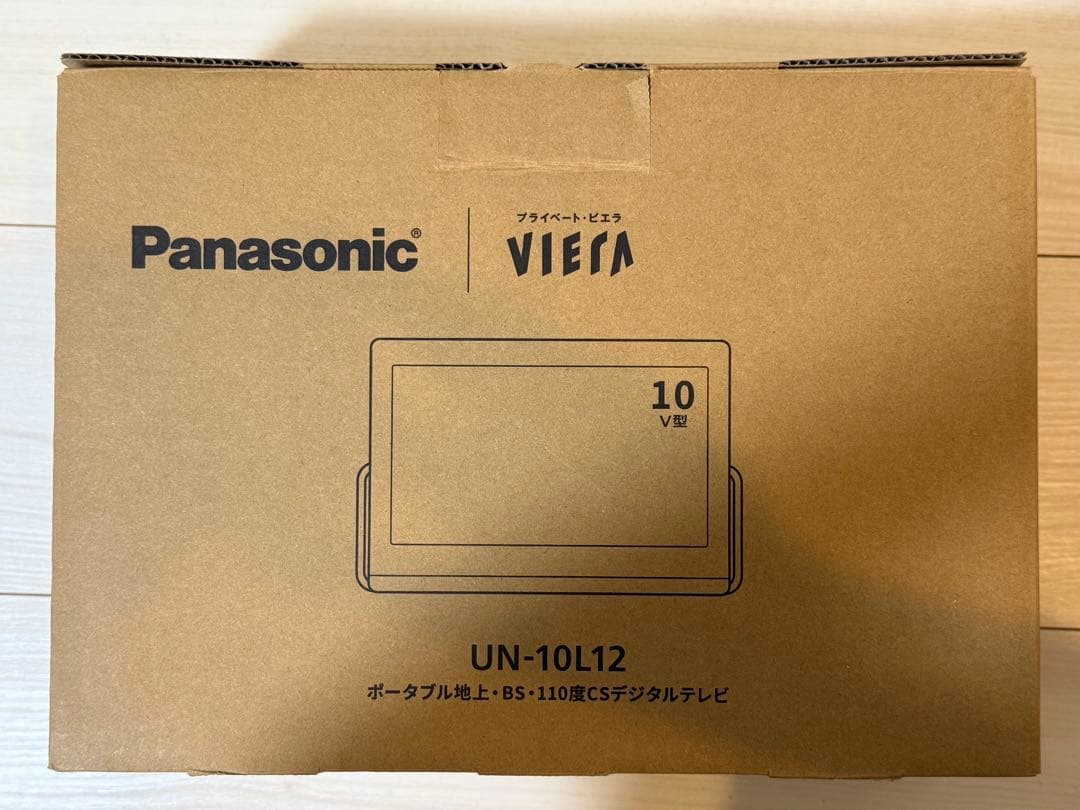 Panasonic®
プライベート・ビエラ
VIErA
10
V型
UN-10L12
ポータブル地上・BS・110度CSデジタルテレビ